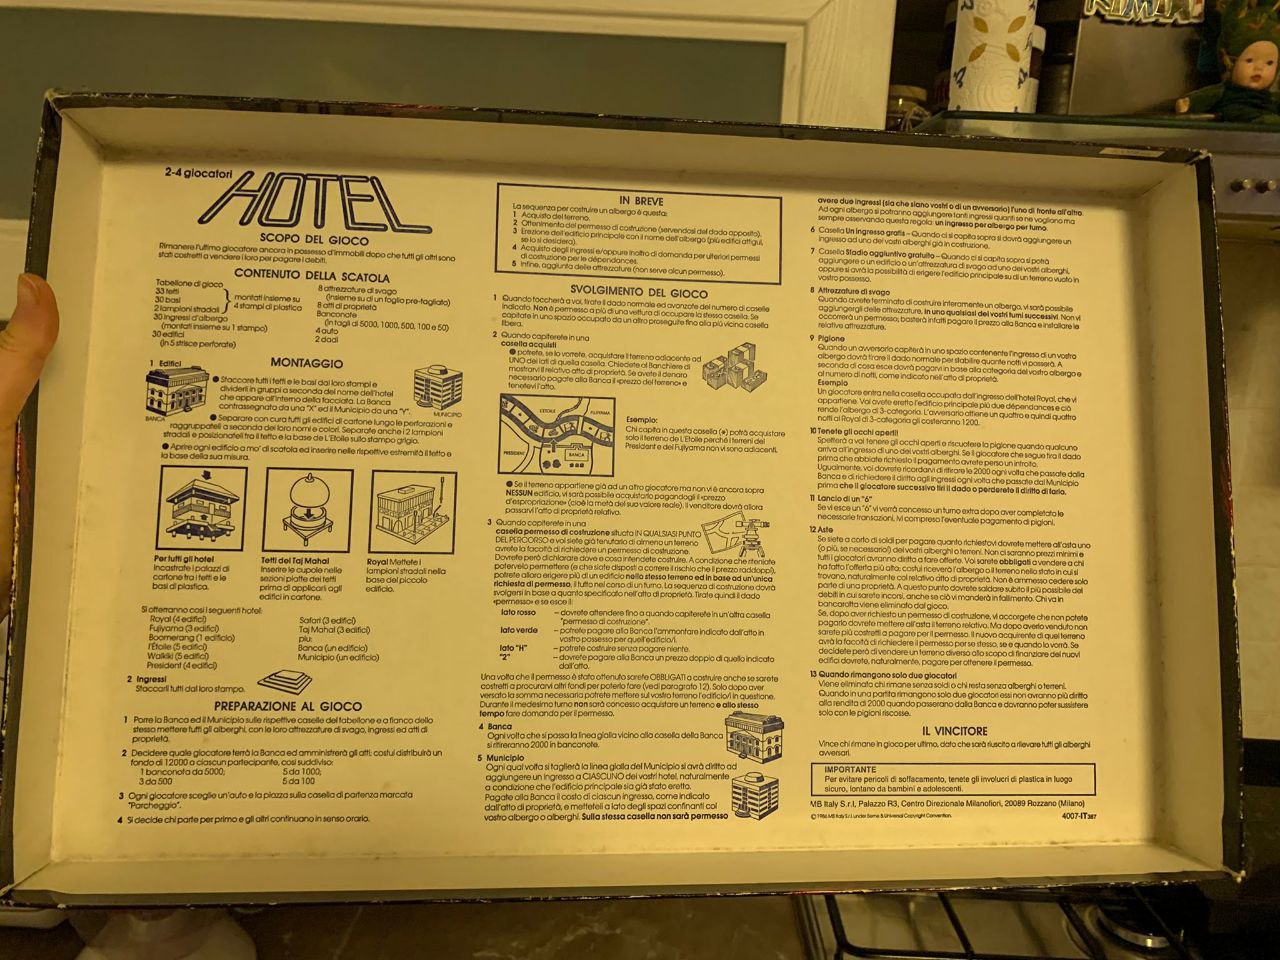 RIMINI
2-4 giocatori
HOTEL
SCOPO DEL GIOCO
Rimanere l'ultimo giocatore ancora in possesso d'immobili dopo che tutti gli altri sono
stati costretti a vendere i loro per pagare i debiti.
CONTENUTO DELLA SCATOLA
Tabellone di gioco
33 tetti
30 basi
2 lampioni stradali
montati insieme su
4 stampi di plastica
30 ingressi d'albergo
(montati insieme su 1 stampo)
30 edifici
(in 5 strisce perforate)
8 attrezzature di svago
(insieme su di un foglio pre-tagliato)
8 atti di proprietà
Banconote
(in tagli di 5000, 1000, 500, 100 e 50)
4 auto
2 dadi
MONTAGGIO
1 Edifici
BANCA
MUNICIPIO
● Staccare tutti i tetti e le basi dai loro stampi e
dividerli in gruppi a seconda del nome dell'hotel
che appare all'interno della facciata. La Banca
contrassegnata da una "X" ed il Municipio da una "Y".
● Separare con cura tutti gli edifici di cartone lungo le perforazioni e
raggruppateli a seconda dei loro nomi e colori. Separate anche i 2 lampioni
stradali e posizionateli fra il tetto e la base de L'Etoile sullo stampo grigio.
● Aprire ogni edificio a mo' di scatola ed inserire nelle rispettive estremità il tetto e
la base della sua misura.
Per tutti gli hotel
Incastrate i palazzi di
cartone tra i tetti e le
basi di plastica.
Tetti del Taj Mahal
Inserire le cupole nelle
sezioni piatte dei tetti
prima di applicarli agli
edifici in cartone.
Royal Mettete i
lampioni stradali nella
base del piccolo
edificio.
Si otteranno così i seguenti hotel:
Royal (4 edifici)
Fujiyama (3 edifici)
Boomerang (1 edificio)
l'Etoile (5 edifici)
Waikiki (5 edifici)
President (4 edifici)
Safari (3 edifici)
Taj Mahal (3 edifici)
più:
Banca (un edificio)
Municipio (un edificio)
2 Ingressi
Staccarli tutti dal loro stampo.
PREPARAZIONE AL GIOCO
1 Porre la Banca ed il Municipio sulle rispettive caselle del tabellone e a fianco dello
stesso mettere tutti gli alberghi, con le loro attrezzature di svago, ingressi ed atti di
proprietà.
2 Decidere quale giocatore terrà la Banca ed amministrerà gli atti; costui distribuirà un
fondo di 12000 a ciascun partecipante, così suddiviso:
1 banconota da 5000;
3 da 500
5 da 1000;
5 da 100
3 Ogni giocatore sceglie un'auto e la piazza sulla casella di partenza marcata
"Parcheggio".
4 Si decide chi parte per primo e gli altri continuano in senso orario.
IN BREVE
La sequenza per costruire un albergo è questa:
1 Acquisto del terreno.
2 Ottenimento del permesso di costruzione (servendosi del dado apposito).
3 Erezione dell'edificio principale con il nome dell'albergo (più edifici attigui,
se lo si desidera).
4 Acquisto degli ingressi e/oppure inoltro di domanda per ulteriori permessi
di costruzione per le dépendances.
5 Infine, aggiunta delle attrezzature (non serve alcun permesso).
SVOLGIMENTO DEL GIOCO
1 Quando toccherà a voi, tirate il dado normale ed avanzate del numero di caselle
indicato. Non è permesso a più di una vettura di occupare la stessa casella. Se
capitate in uno spazio occupato da un altro proseguite fino alla più vicina casella
libera.
2 Quando capiterete in una
casella acquisti
● potrete, se lo vorrete, acquistare il terreno adiacente ad
UNO dei lati di quella casella. Chiedete al Banchiere di
mostrarvi il relativo atto di proprietà. Se avete il denaro
necessario pagate alla Banca il «prezzo del terreno» e
tenetevi l'atto.
L'ETOILE
FUJIYAMA
PRESIDENT
BANCA
Esempio:
Chi capita in questa casella (★) potrà acquistare
solo il terreno de L'Etoile perché i terreni del
President e del Fujiyama non vi sono adiacenti.
● Se il terreno appartiene già ad un altro giocatore ma non vi è ancora sopra
NESSUN edificio, vi sarà possibile acquistarlo pagandogli il «prezzo
d'espropriazione» (cioè la metà del suo valore reale). Il venditore dovrà allora
passarvi l'atto di proprietà relativo.
3 Quando capiterete in una
casella permesso di costruzione situata IN QUALSIASI PUNTO
DEL PERCORSO e voi siete già tenutario di almeno un terreno
avrete la facoltà di richiedere un permesso di costruzione.
Dovrete però dichiarare dove e cosa intendete costruire. A condizione che riteniate
potervelo permettere (e che siate disposti a correre il rischio che il prezzo raddoppi),
potrete allora erigere più di un edificio nello stesso terreno ed in base ad un'unica
richiesta di permesso, il tutto nel corso di un turno. La sequenza di costruzione dovrà
svolgersi in base a quanto specificato nell'atto di proprietà. Tirate quindi il dado
«permesso» e se esce il:
lato rosso – dovrete attendere fino a quando capiterete in un'altra casella
"permesso di costruzione".
lato verde – potrete pagare alla Banca l'ammontare indicato dall'atto in
vostro possesso per quell'edificio/i.
lato "H" – potrete costruire senza pagare niente.
"2" – dovrete pagare alla Banca un prezzo doppio di quello indicato
dall'atto.
Una volta che il permesso è stato ottenuto sarete OBBLIGATI a costruire anche se sarete
costretti a procurarvi altri fondi per poterlo fare (vedi paragrafo 12). Solo dopo aver
versato la somma necessaria potrete mettere sul vostro terreno l'edificio/i in questione.
Durante il medesimo turno non sarà concesso acquistare un terreno e allo stesso
tempo fare domanda per il permesso.
4 Banca
Ogni volta che si passa la linea gialla vicino alla casella della Banca
si ritireranno 2000 in banconote.
5 Municipio
Ogni qual volta si taglierà la linea gialla del Municipio si avrà diritto ad
aggiungere un ingresso a CIASCUNO dei vostri hotel, naturalmente
a condizione che l'edificio principale sia già stato eretto.
Pagate alla Banca il costo di ciascun ingresso, come indicato
dall'atto di proprietà, e metteteli a lato degli spazi confinanti col
vostro albergo o alberghi. Sulla stessa casella non sarà permesso
avere due ingressi (sia che siano vostri o di un avversario) l'uno di fronte all'altro.
Ad ogni albergo si potranno aggiungere tanti ingressi quanti se ne vogliono ma
sempre osservando questa regola: un ingresso per albergo per turno.
6 Casella Un ingresso gratis – Quando ci si capita sopra si dovrà aggiungere un
ingresso ad uno dei vostri alberghi già in costruzione.
7 Casella Stadio aggiuntivo gratuito – Quando ci si capita sopra si potrà
aggiungere o un edificio o un'attrezzatura di svago ad uno dei vostri alberghi,
oppure si avrà la possibilità di erigere l'edificio principale su di un terreno vuoto in
vostro possesso.
8 Attrezzature di svago
Quando avrete terminato di costruire interamente un albergo, vi sarà possibile
aggiungergli delle attrezzature, in uno qualsiasi dei vostri turni successivi. Non vi
occorrerà un permesso; basterà infatti pagare il prezzo alla Banca e installare le
relative attrezzature.
9 Pigione
Quando un avversario capiterà in uno spazio contenente l'ingresso di un vostro
albergo dovrà tirare il dado normale per stabilire quante notti vi passerà. A
seconda di cosa esce dovrà pagarvi in base alla categoria del vostro albergo e
al numero di notti, come indicato nell'atto di proprietà.
Esempio
Un giocatore entra nella casella occupata dall'ingresso dell'hotel Royal, che vi
appartiene. Voi avete eretto l'edificio principale più due dépendances e ciò
rende l'albergo di 3ª categoria. L'avversario ottiene un quattro e quindi quattro
notti al Royal di 3ª categoria gli costeranno 1200.
10 Tenete gli occhi aperti!
Spetterà a voi tenere gli occhi aperti e riscuotere la pigione quando qualcuno
arriva all'ingresso di uno dei vostri alberghi. Se il giocatore che segue tira il dado
prima che abbiate richiesto il pagamento avrete perso un introito.
Ugualmente, voi dovrete ricordarvi di ritirare le 2000 ogni volta che passate dalla
Banca e di richiedere il diritto agli ingressi ogni volta che passate dal Municipio
prima che il giocatore successivo tiri il dado o perderete il diritto di farlo.
11 Lancio di un "6"
Se vi esce un "6" vi verrà concesso un turno extra dopo aver completato le
necessarie transazioni, ivi compreso l'eventuale pagamento di pigioni.
12 Aste
Se siete a corto di soldi per pagare quanto richiestovi dovrete mettere all'asta uno
(o più, se necessario) dei vostri alberghi o terreni. Non ci saranno prezzi minimi e
tutti i giocatori avranno diritto a fare offerte. Voi sarete obbligati a vendere a chi
ha fatto l'offerta più alta; costui riceverà l'albergo o il terreno nello stato in cui si
trovano, naturalmente col relativo atto di proprietà. Non è ammesso cedere solo
parte di una proprietà. A questo punto dovrete saldare subito il più possibile dei
debiti in cui sarete incorsi, anche se ciò vi manderà in fallimento. Chi va in
bancarotta viene eliminato dal gioco.
Se, dopo aver richiesto un permesso di costruzione, vi accorgete che non potete
pagarlo dovrete mettere all'asta il terreno relativo. Ma dopo averlo venduto non
sarete più costretti a pagare per il permesso. Il nuovo acquirente di quel terreno
avrà la facoltà di richiedere il permesso per se stesso, se e quando lo vorrà. Se
deciderete però di vendere un terreno diverso allo scopo di finanziare dei nuovi
edifici dovrete, naturalmente, pagare per ottenere il permesso.
13 Quando rimangono solo due giocatori
Viene eliminato chi rimane senza soldi o chi resta senza alberghi o terreni.
Quando in una partita rimangono solo due giocatori essi non avranno più diritto
alla rendita di 2000 quando passeranno dalla Banca e dovranno poter sussistere
solo con le pigioni riscosse.
IL VINCITORE
Vince chi rimane in gioco per ultimo, dato che sarà riuscito a rilevare tutti gli alberghi
avversari.
IMPORTANTE
Per evitare pericoli di soffocamento, tenete gli involucri di plastica in luogo
sicuro, lontano da bambini e adolescenti.
MB Italy S.r.l., Palazzo R3, Centro Direzionale Milanofiori, 20089 Rozzano (Milano)
© 1986 MB Italy S.r.l. under Berne & Universal Copyright Convention.
4007-IT387